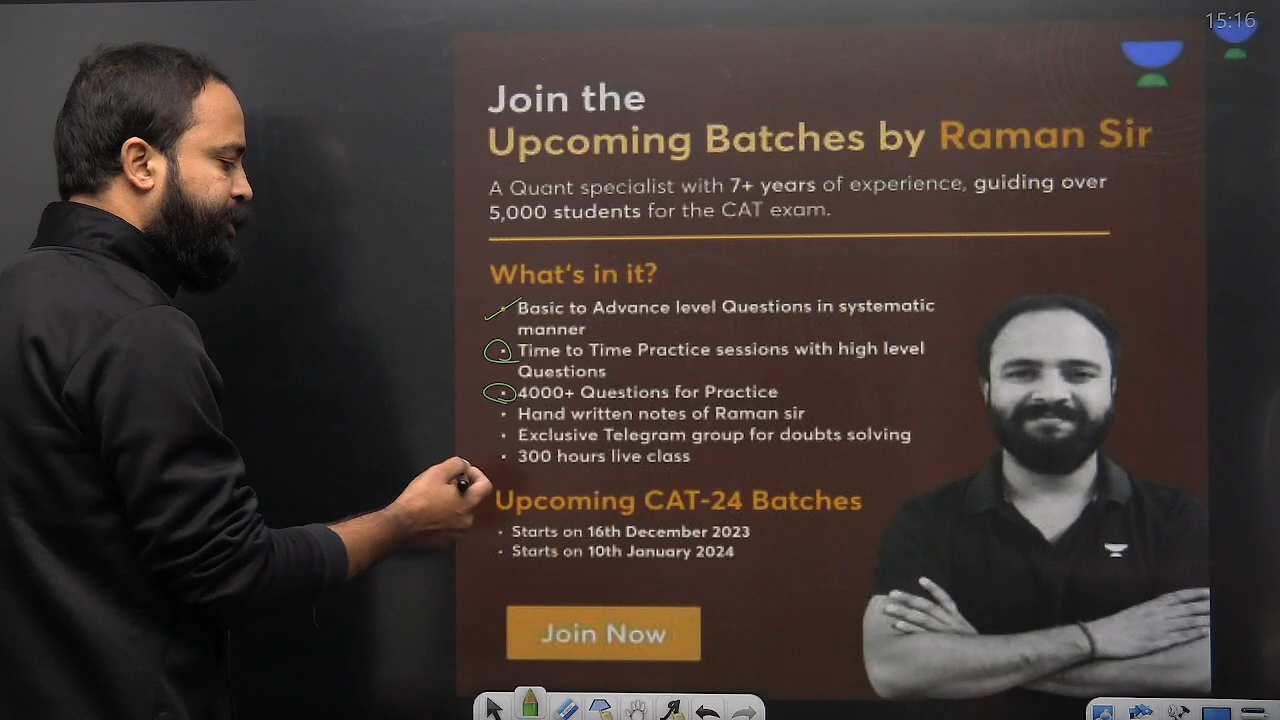 15:16
Join the
Upcoming Batches by Raman Sir
A Quant specialist with 7+ years of experience, guiding over
5,000 students for the CAT exam.
What's in it?
· Basic to Advance level Questions in systematic
manner
· Time to Time Practice sessions with high level
Questions
· 4000+ Questions for Practice
· Hand written notes of Raman sir
· Exclusive Telegram group for doubts solving
· 300 hours live class
Upcoming CAT-24 Batches
· Starts on 16th December 2023
· Starts on 10th January 2024
Join Now